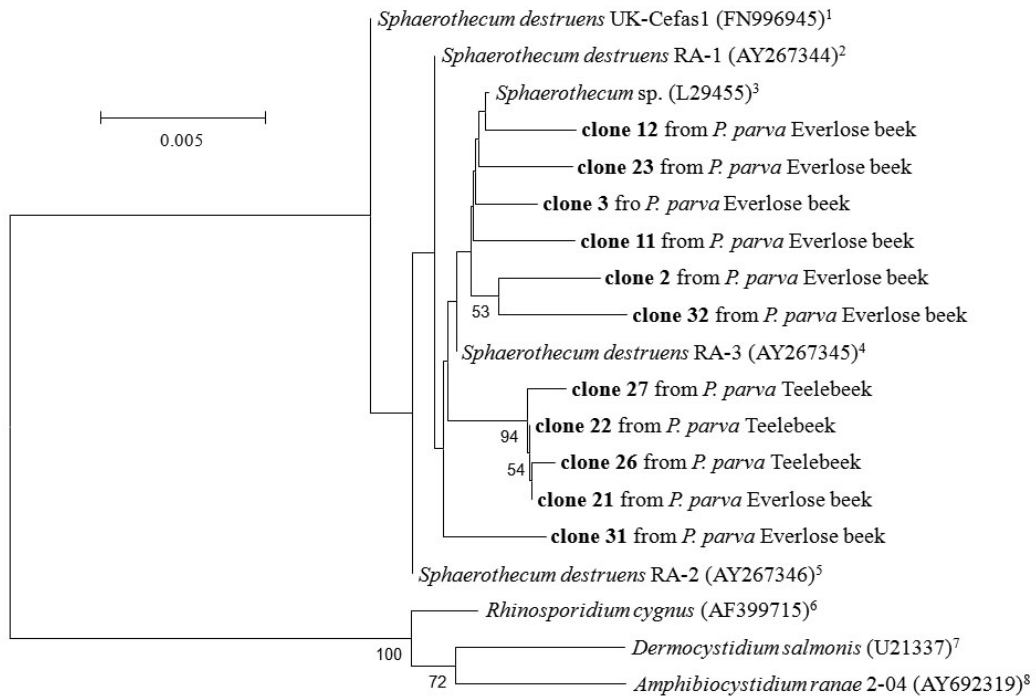 Sphaerothecum destruens UK-Cefas1 (FN996945)¹
Sphaerothecum destruens RA-1 (AY267344)²
Sphaerothecum sp. (L29455)³
0.005
clone 12 from P. parva Everlose beek
clone 23 from P. parva Everlose beek
clone 3 fro P. parva Everlose beek
clone 11 from P. parva Everlose beek
clone 2 from P. parva Everlose beek
53
clone 32 from P. parva Everlose beek
Sphaerothecum destruens RA-3 (AY267345)⁴
clone 27 from P. parva Teelebeek
94
clone 22 from P. parva Teelebeek
54
clone 26 from P. parva Teelebeek
clone 21 from P. parva Everlose beek
clone 31 from P. parva Everlose beek
Sphaerothecum destruens RA-2 (AY267346)⁵
Rhinosporidium cygnus (AF399715)⁶
100
Dermocystidium salmonis (U21337)⁷
72
Amphibiocystidium ranae 2-04 (AY692319)⁸